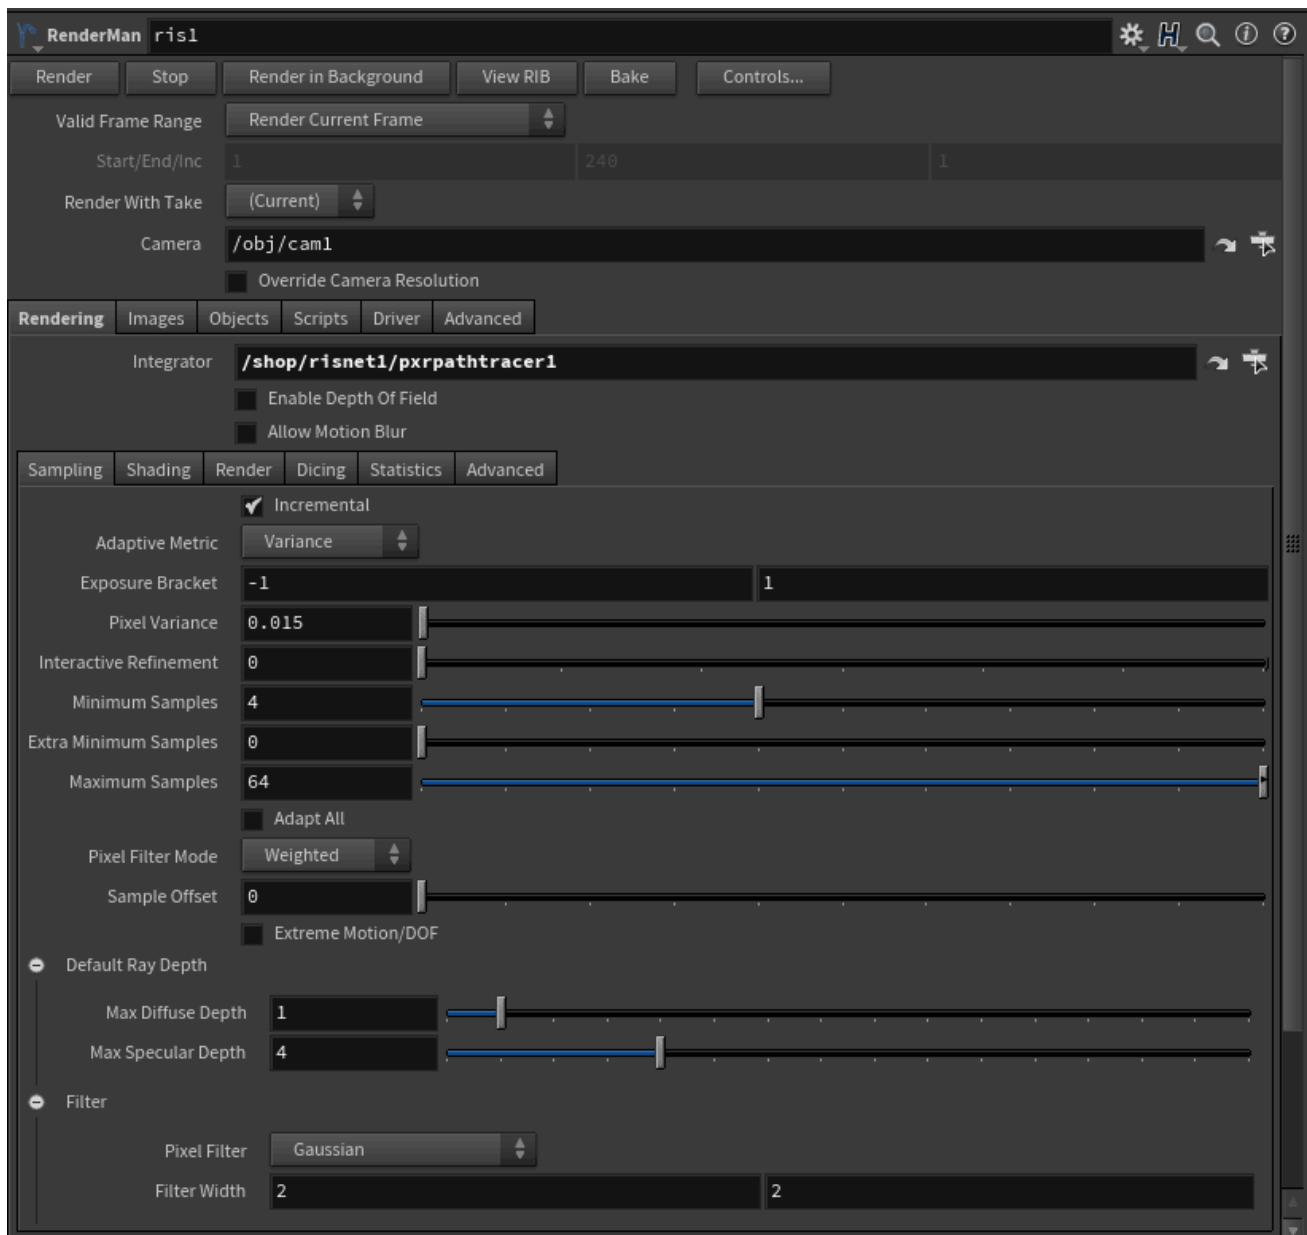 RenderMan ris1
Render Stop Render in Background View RIB Bake Controls...
Valid Frame Range Render Current Frame
Start/End/Inc 1 240 1
Render With Take (Current)
Camera /obj/cam1
Override Camera Resolution
Rendering Images Objects Scripts Driver Advanced
Integrator /shop/risnet1/pxrpathtracer1
Enable Depth Of Field
Allow Motion Blur
Sampling Shading Render Dicing Statistics Advanced
Incremental
Adaptive Metric Variance
Exposure Bracket -1 1
Pixel Variance 0.015
Interactive Refinement 0
Minimum Samples 4
Extra Minimum Samples 0
Maximum Samples 64
Adapt All
Pixel Filter Mode Weighted
Sample Offset 0
Extreme Motion/DOF
Default Ray Depth
Max Diffuse Depth 1
Max Specular Depth 4
Filter
Pixel Filter Gaussian
Filter Width 2 2